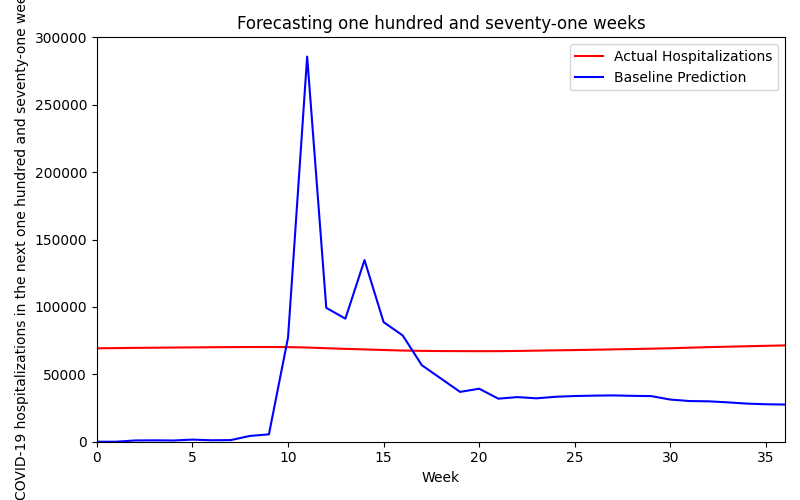 Forecasting one hundred and seventy-one weeks
COVID-19 hospitalizations in the next one hundred and seventy-one
300000
250000
200000
150000
100000
50000
0
Actual Hospitalizations
Baseline Prediction
0 5 10 15 20 25 30 35
Week